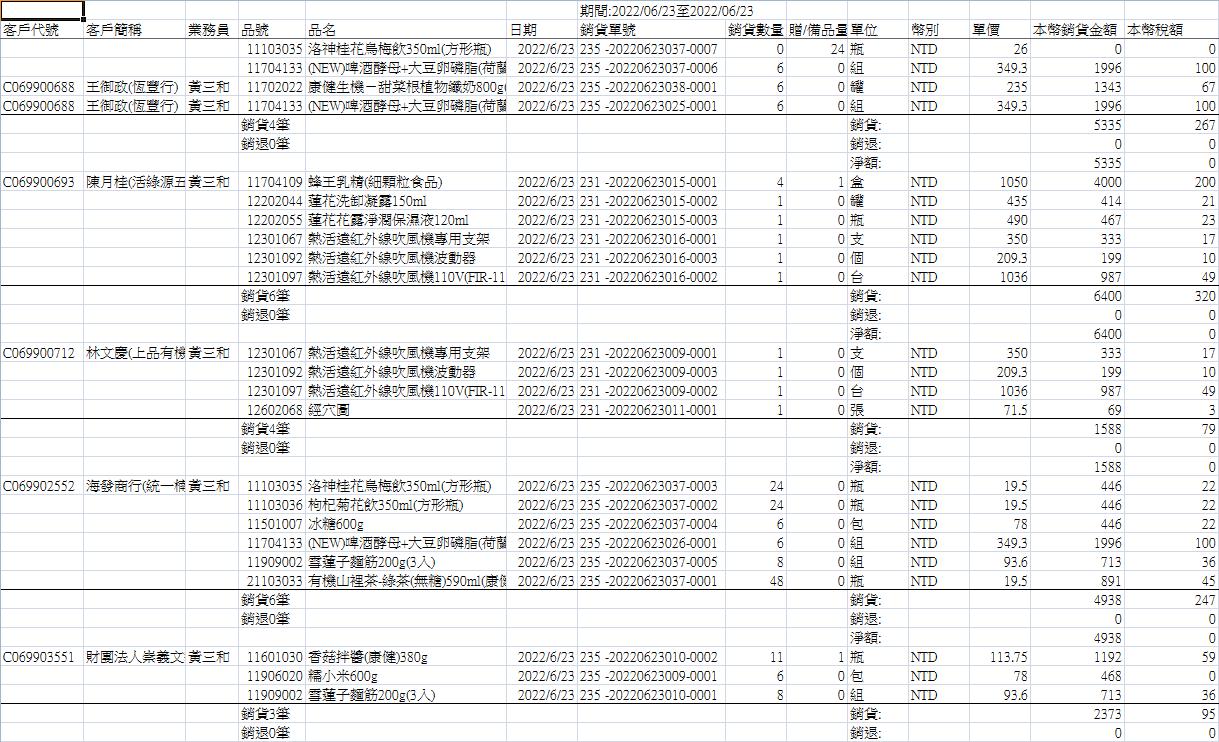 期間:2022/06/23至2022/06/23
客戶代號 客戶簡稱 業務員 品號 品名 日期 銷貨單號 銷貨數量 贈/備品量 單位 幣別 單價 本幣銷貨金額 本幣稅額
11103035 洛神桂花烏梅飲350ml(方形瓶) 2022/6/23 235 -20220623037-0007 0 24 瓶 NTD 26 0 0
11704133 (NEW)啤酒酵母+大豆卵磷脂(荷蘭 2022/6/23 235 -20220623037-0006 6 0 組 NTD 349.3 1996 100
C069900688 王御政(恆豐行) 黃三和 11702022 康健生機－甜菜根植物纖奶800g( 2022/6/23 235 -20220623038-0001 6 0 罐 NTD 235 1343 67
C069900688 王御政(恆豐行) 黃三和 11704133 (NEW)啤酒酵母+大豆卵磷脂(荷蘭 2022/6/23 235 -20220623025-0001 6 0 組 NTD 349.3 1996 100
銷貨4筆 銷貨: 5335 267
銷退0筆 銷退: 0 0
淨額: 5335 0
C069900693 陳月桂(活綠源五 黃三和 11704109 蜂王乳精(細顆粒食品) 2022/6/23 231 -20220623015-0001 4 1 盒 NTD 1050 4000 200
12202044 蓮花洗卸凝露150ml 2022/6/23 231 -20220623015-0002 1 0 罐 NTD 435 414 21
12202055 蓮花花露淨潤保濕液120ml 2022/6/23 231 -20220623015-0003 1 0 瓶 NTD 490 467 23
12301067 熱活遠紅外線吹風機專用支架 2022/6/23 231 -20220623016-0001 1 0 支 NTD 350 333 17
12301092 熱活遠紅外線吹風機波動器 2022/6/23 231 -20220623016-0003 1 0 個 NTD 209.3 199 10
12301097 熱活遠紅外線吹風機110V(FIR-11 2022/6/23 231 -20220623016-0002 1 0 台 NTD 1036 987 49
銷貨6筆 銷貨: 6400 320
銷退0筆 銷退: 0 0
淨額: 6400 0
C069900712 林文慶(上品有機 黃三和 12301067 熱活遠紅外線吹風機專用支架 2022/6/23 231 -20220623009-0001 1 0 支 NTD 350 333 17
12301092 熱活遠紅外線吹風機波動器 2022/6/23 231 -20220623009-0003 1 0 個 NTD 209.3 199 10
12301097 熱活遠紅外線吹風機110V(FIR-11 2022/6/23 231 -20220623009-0002 1 0 台 NTD 1036 987 49
12602068 經穴圖 2022/6/23 231 -20220623011-0001 1 0 張 NTD 71.5 69 3
銷貨4筆 銷貨: 1588 79
銷退0筆 銷退: 0 0
淨額: 1588 0
C069902552 海發商行(統一樁 黃三和 11103035 洛神桂花烏梅飲350ml(方形瓶) 2022/6/23 235 -20220623037-0003 24 0 瓶 NTD 19.5 446 22
11103036 枸杞菊花飲350ml(方形瓶) 2022/6/23 235 -20220623037-0002 24 0 瓶 NTD 19.5 446 22
11501007 冰糖600g 2022/6/23 235 -20220623037-0004 6 0 包 NTD 78 446 22
11704133 (NEW)啤酒酵母+大豆卵磷脂(荷蘭 2022/6/23 235 -20220623026-0001 6 0 組 NTD 349.3 1996 100
11909002 雪蓮子麵筋200g(3入) 2022/6/23 235 -20220623037-0005 8 0 組 NTD 93.6 713 36
21103033 有機山裡茶-綠茶(無糖)590ml(康健 2022/6/23 235 -20220623037-0001 48 0 瓶 NTD 19.5 891 45
銷貨6筆 銷貨: 4938 247
銷退0筆 銷退: 0 0
淨額: 4938 0
C069903551 財團法人崇義文 黃三和 11601030 香菇拌醬(康健)380g 2022/6/23 235 -20220623010-0002 11 1 瓶 NTD 113.75 1192 59
11906020 糯小米600g 2022/6/23 235 -20220623009-0001 6 0 包 NTD 78 468 0
11909002 雪蓮子麵筋200g(3入) 2022/6/23 235 -20220623010-0001 8 0 組 NTD 93.6 713 36
銷貨3筆 銷貨: 2373 95
銷退0筆 銷退: 0 0